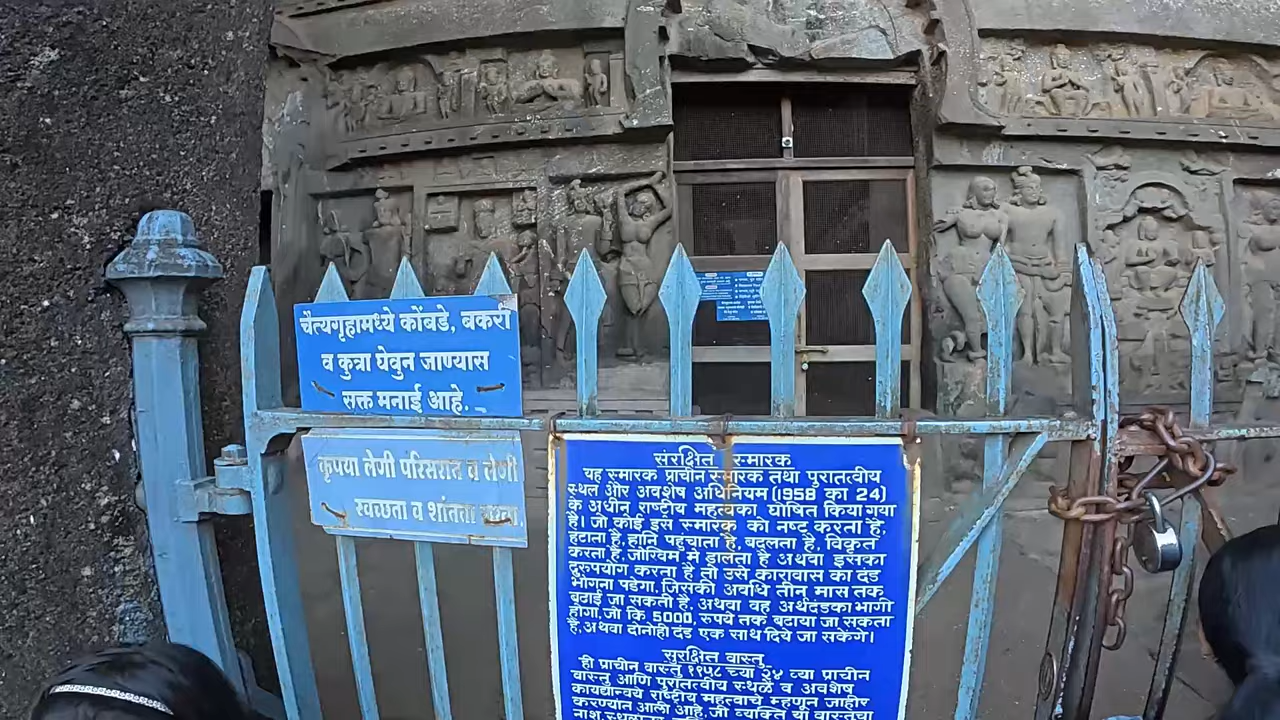 चैत्यगृहामध्ये कोंबडे, बकरी
व कुत्रा घेवुन जाण्यास
सक्त मनाई आहे.
कृपया लेणी परिसरात व लेणी
स्वच्छता व शांतता
संरक्षित स्मारक
यह स्मारक प्राचीन स्मारक तथा पुरातत्वीय
स्थल और अवशेष अधिनियम (1958 का 24)
के अधीन राष्ट्रीय महत्वका घोषित किया गया
है। जो कोई इस स्मारक को नष्ट करता है,
हटाता है, हानि पहुंचाता है, बदलता है, विकृत
करता है, जोखिम मे डालता है अथवा इसका
दुरुपयोग करता है तो उसे कारावास का दंड
भोगना पडेगा, जिसकी अवधि तीन मास तक
बढाई जा सकती है, अथवा वह अर्थदंडका भागी
होगा, जो कि 5000, रुपये तक बढाया जा सकता
है, अथवा दोनोही दंड एक साथ दिये जा सकेंगे।
सुरक्षित वास्तु
ही प्राचीन वास्तु १९५८ च्या २४ व्या प्राचीन
वास्तु आणि पुरातत्वीय स्थळे व अवशेष
कायद्यान्वये राष्ट्रीय महत्वाचे म्हणून जाहीर
करण्यात आली आहे. जी व्यक्ति या वास्तुचा
नाश,